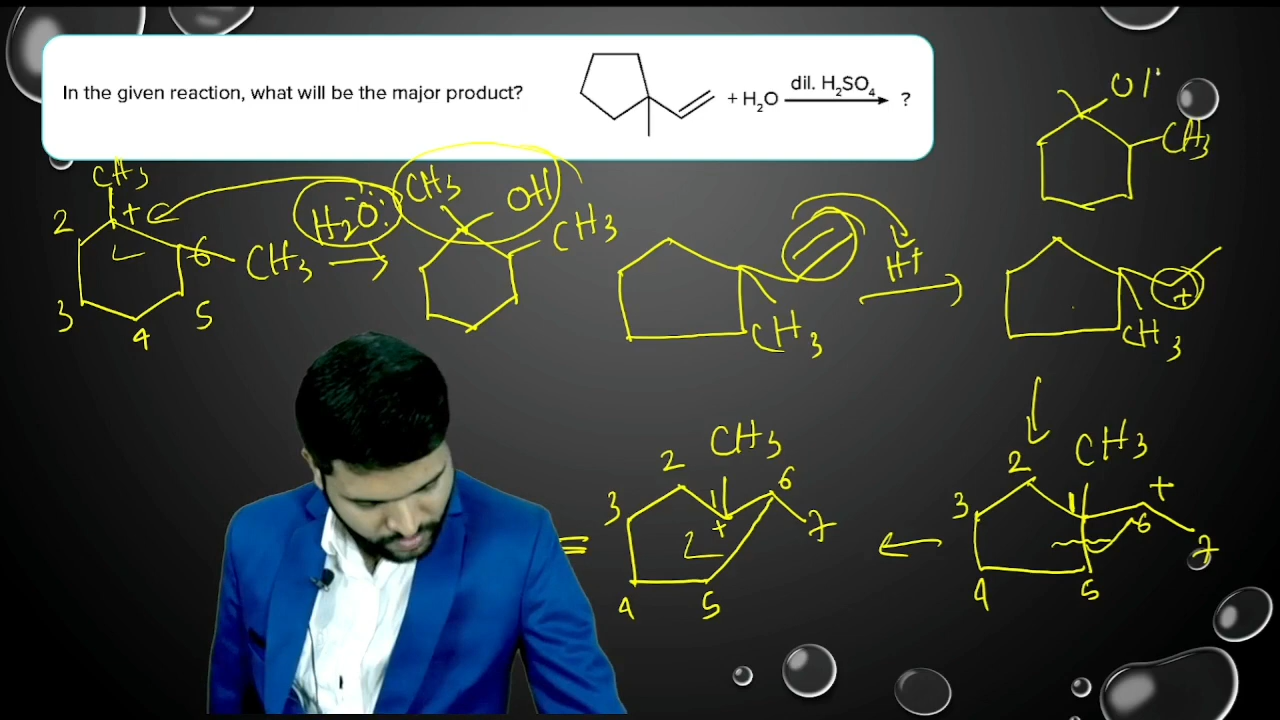 In the given reaction, what will be the major product?
+ H₂O dil. H₂SO₄ ?
OH
CH₃
CH₃
2 + 6 CH₃
3 4 5
H₂O:
CH₃ OH
CH₃
CH₃
H+
+
CH₃
CH₃
2 1 + 6 7
3 4 5
CH₃
2 1 + 6 7
3 4 5
=